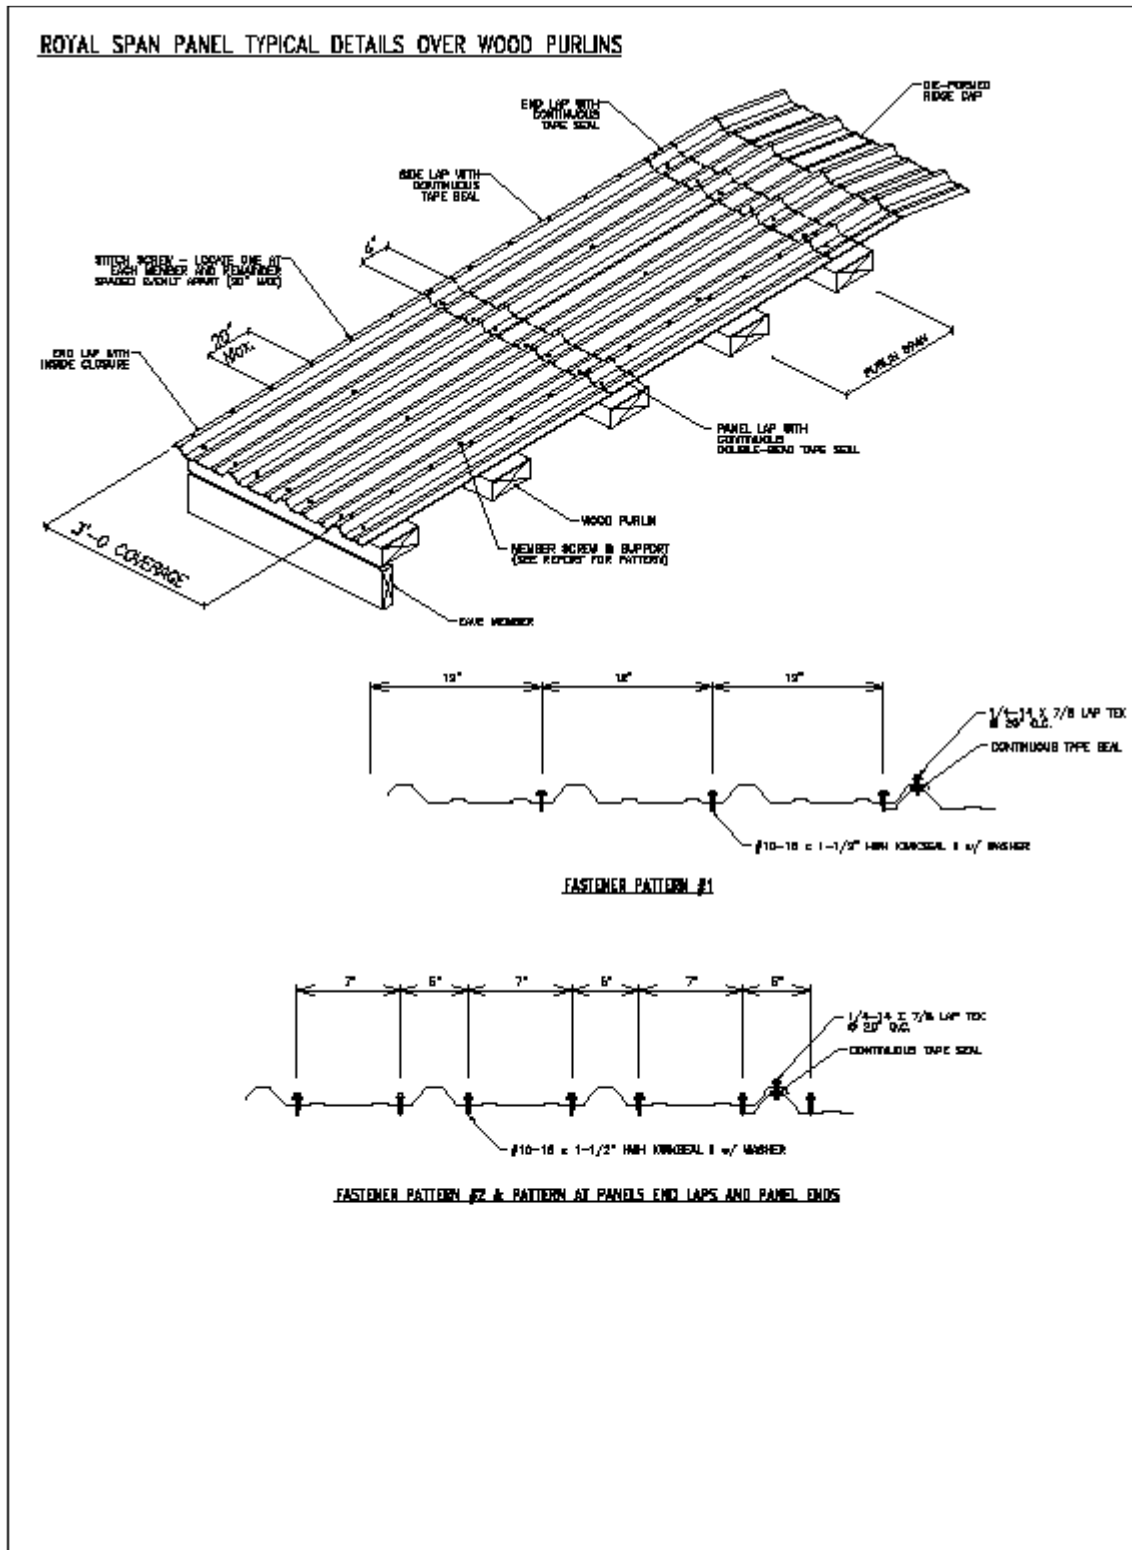 ROYAL SPAN PANEL TYPICAL DETAILS OVER WOOD PURLINS
DIE-FORMED
RIDGE CAP
END LAP WITH
CONTINUOUS
TAPE SEAL
SIDE LAP WITH
CONTINUOUS
TAPE SEAL
6"
STITCH SCREW - LOCATE ONE AT
EACH MEMBER AND REMAINDER
SPACED EVENLY APART (20" MAX)
20"
MAX.
END LAP WITH
INSIDE CLOSURE
PURLIN SPAN
PANEL LAP WITH
CONTINUOUS
DOUBLE-BEAD TAPE SEAL
WOOD PURLIN
MEMBER SCREW @ SUPPORT
(SEE REPORT FOR PATTERN)
3'-0 COVERAGE
EAVE MEMBER
12" 12" 12"
1/4-14 X 7/8 LAP TEK
@ 20" O.C.
CONTINUOUS TAPE SEAL
#10-16 x 1-1/2" HWH KWIKSEAL II w/ WASHER
FASTENER PATTERN #1
7" 5" 7" 5" 7" 5"
1/4-14 X 7/8 LAP TEK
@ 20" O.C.
CONTINUOUS TAPE SEAL
#10-16 x 1-1/2" HWH KWIKSEAL II w/ WASHER
FASTENER PATTERN #2 & PATTERN AT PANELS END LAPS AND PANEL ENDS